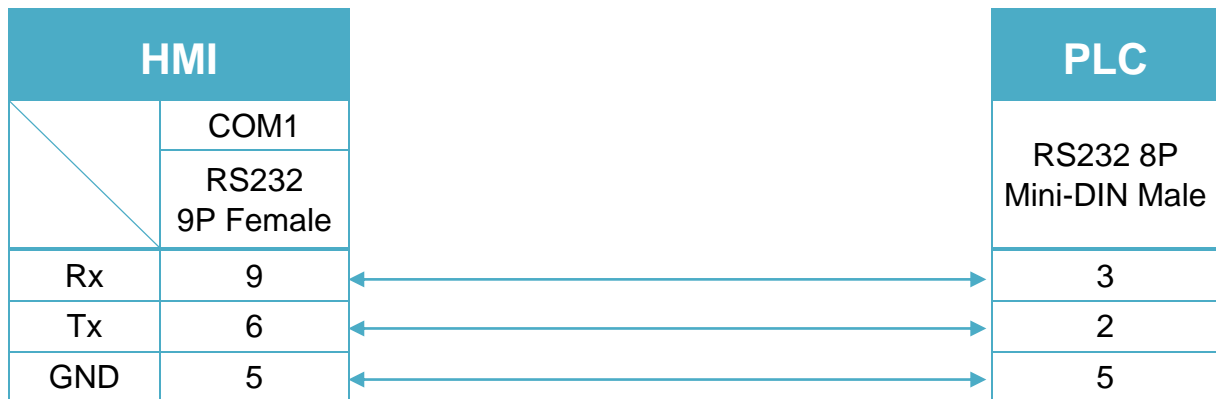 HMI
PLC
COM1
RS232
9P Female
RS232 8P
Mini-DIN Male
Rx 9 3
Tx 6 2
GND 5 5